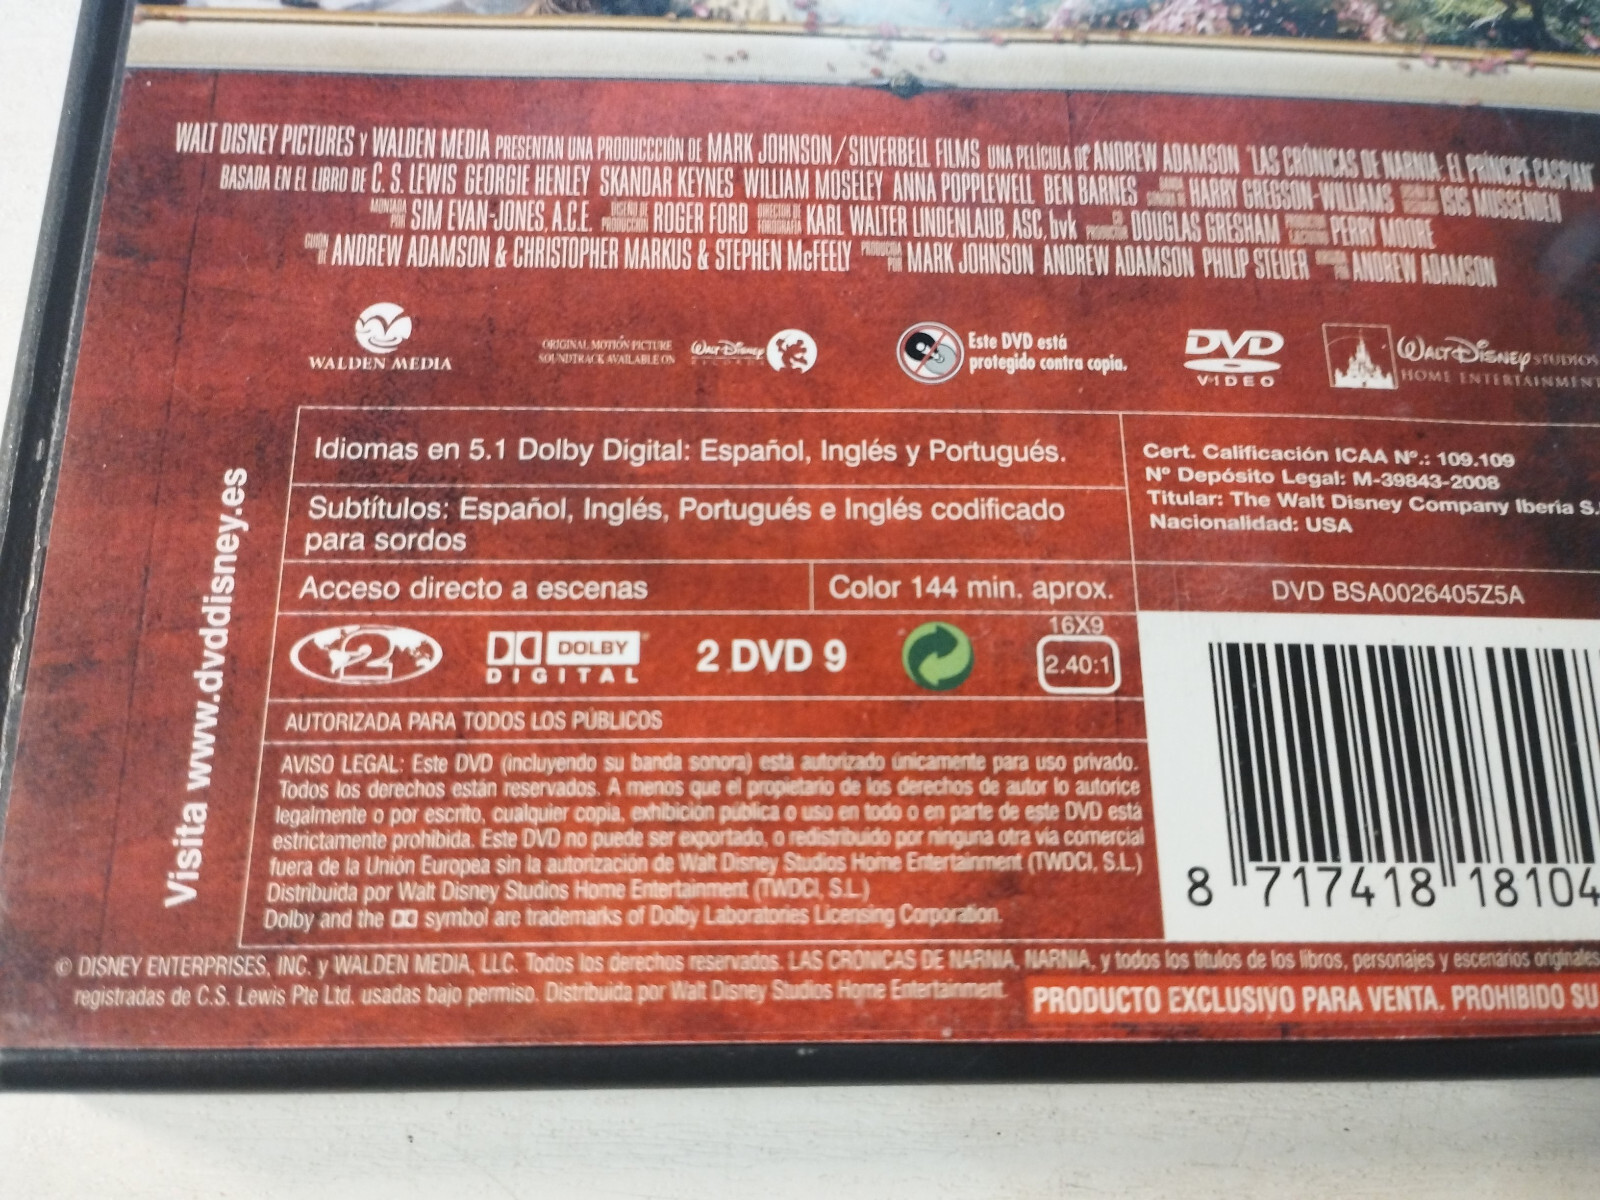 WALT DISNEY PICTURES Y WALDEN MEDIA PRESENTAN UNA PRODUCCCIÓN DE MARK JOHNSON/SILVERBELL FILMS UNA PELÍCULA DE ANDREW ADAMSON "LAS CRÓNICAS DE NARNIA: EL PRÍNCIPE CASPIAN"
BASADA EN EL LIBRO DE C. S. LEWIS GEORGIE HENLEY SKANDAR KEYNES WILLIAM MOSELEY ANNA POPPLEWELL BEN BARNES HARRY GREGSON-WILLIAMS ISIS MUSSENDEN
MONTADA POR SIM EVAN-JONES, A.C.E. DISEÑO DE PRODUCCIÓN ROGER FORD DIRECTOR DE FOTOGRAFÍA KARL WALTER LINDENLAUB, ASC, bvk DOUGLAS GRESHAM PERRY MOORE
GUIÓN DE ANDREW ADAMSON & CHRISTOPHER MARKUS & STEPHEN McFEELY PRODUCIDA POR MARK JOHNSON ANDREW ADAMSON PHILIP STEUER ANDREW ADAMSON
WALDEN MEDIA
ORIGINAL MOTION PICTURE
SOUNDTRACK AVAILABLE ON
Walt Disney
RECORDS
Este DVD está
protegido contra copia.
DVD
VIDEO
WALT DISNEY STUDIOS
HOME ENTERTAINMENT
Idiomas en 5.1 Dolby Digital: Español, Inglés y Portugués.
Subtítulos: Español, Inglés, Portugués e Inglés codificado
para sordos
Acceso directo a escenas
Color 144 min. aprox.
Cert. Calificación ICAA Nº.: 109.109
Nº Depósito Legal: M-39843-2008
Titular: The Walt Disney Company Iberia S.
Nacionalidad: USA
DVD BSA0026405Z5A
2
DOLBY
DIGITAL
2 DVD 9
16X9
2.40:1
AUTORIZADA PARA TODOS LOS PÚBLICOS
AVISO LEGAL: Este DVD (incluyendo su banda sonora) está autorizado únicamente para uso privado.
Todos los derechos están reservados. A menos que el propietario de los derechos de autor lo autorice
legalmente o por escrito, cualquier copia, exhibición pública o uso en todo o en parte de este DVD está
estrictamente prohibida. Este DVD no puede ser exportado, o redistribuido por ninguna otra vía comercial
fuera de la Unión Europea sin la autorización de Walt Disney Studios Home Entertainment (TWDCI, S.L.)
Distribuida por Walt Disney Studios Home Entertainment (TWDCI, S.L.)
Dolby and the symbol are trademarks of Dolby Laboratories Licensing Corporation.
8 717418 18104
Visita www.dvddisney.es
© DISNEY ENTERPRISES, INC. y WALDEN MEDIA, LLC. Todos los derechos reservados. LAS CRÓNICAS DE NARNIA, NARNIA, y todos los títulos de los libros, personajes y escenarios originales
registradas de C.S. Lewis Pte Ltd. usadas bajo permiso. Distribuida por Walt Disney Studios Home Entertainment.
PRODUCTO EXCLUSIVO PARA VENTA. PROHIBIDO SU